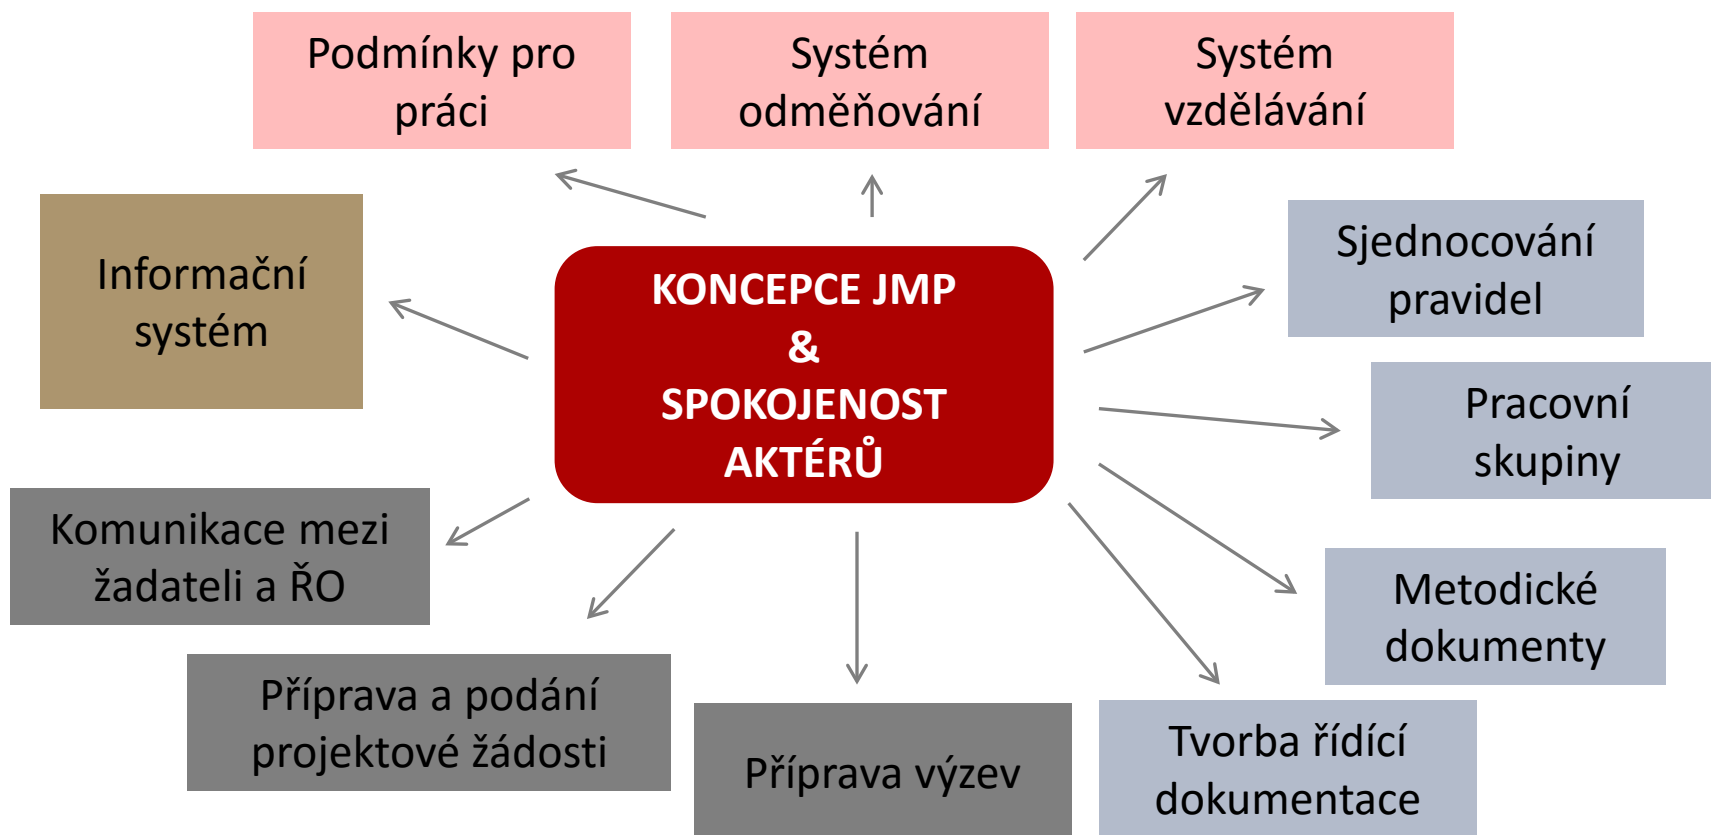 Podmínky pro
práci
Systém
odměňování
Systém
vzdělávání
Informační
systém
KONCEPCE JMP
&
SPOKOJENOST
AKTÉRŮ
Sjednocování
pravidel
Pracovní
skupiny
Komunikace mezi
žadateli a ŘO
Metodické
dokumenty
Příprava a podání
projektové žádosti
Příprava výzev
Tvorba řídící
dokumentace